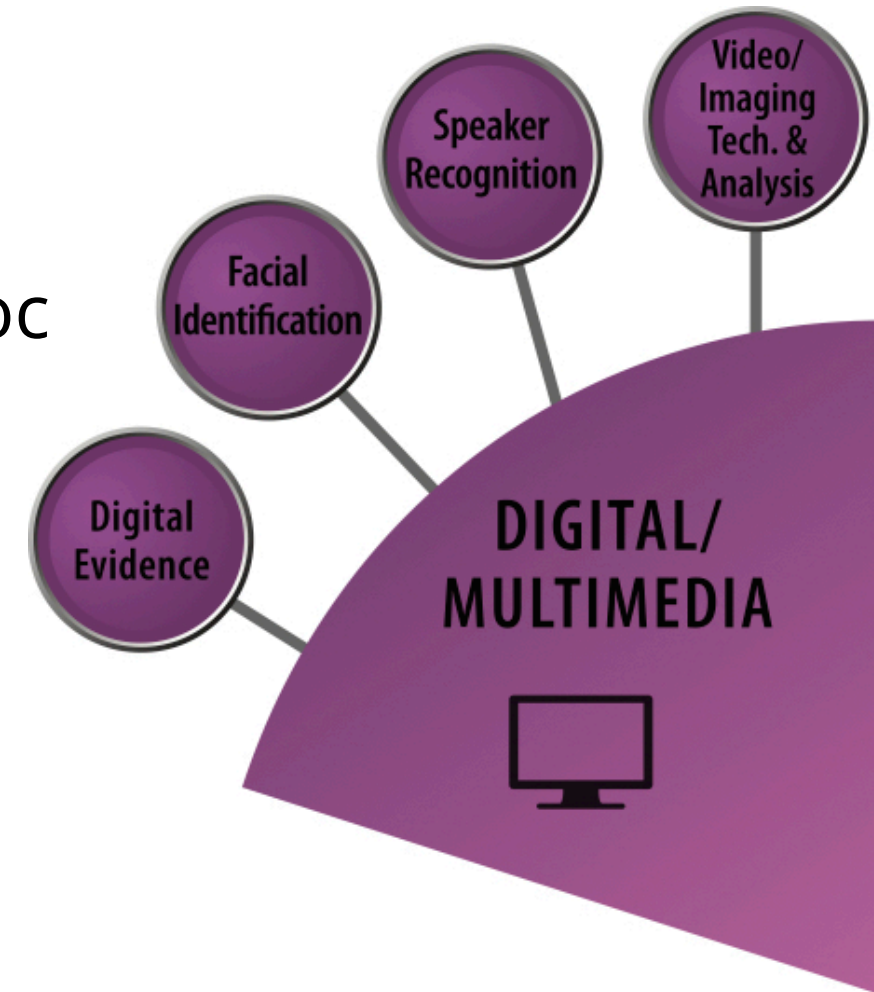 Video/
Imaging
Tech. &
Analysis
Speaker
Recognition
Facial
Identification
Digital
Evidence
DIGITAL/
MULTIMEDIA